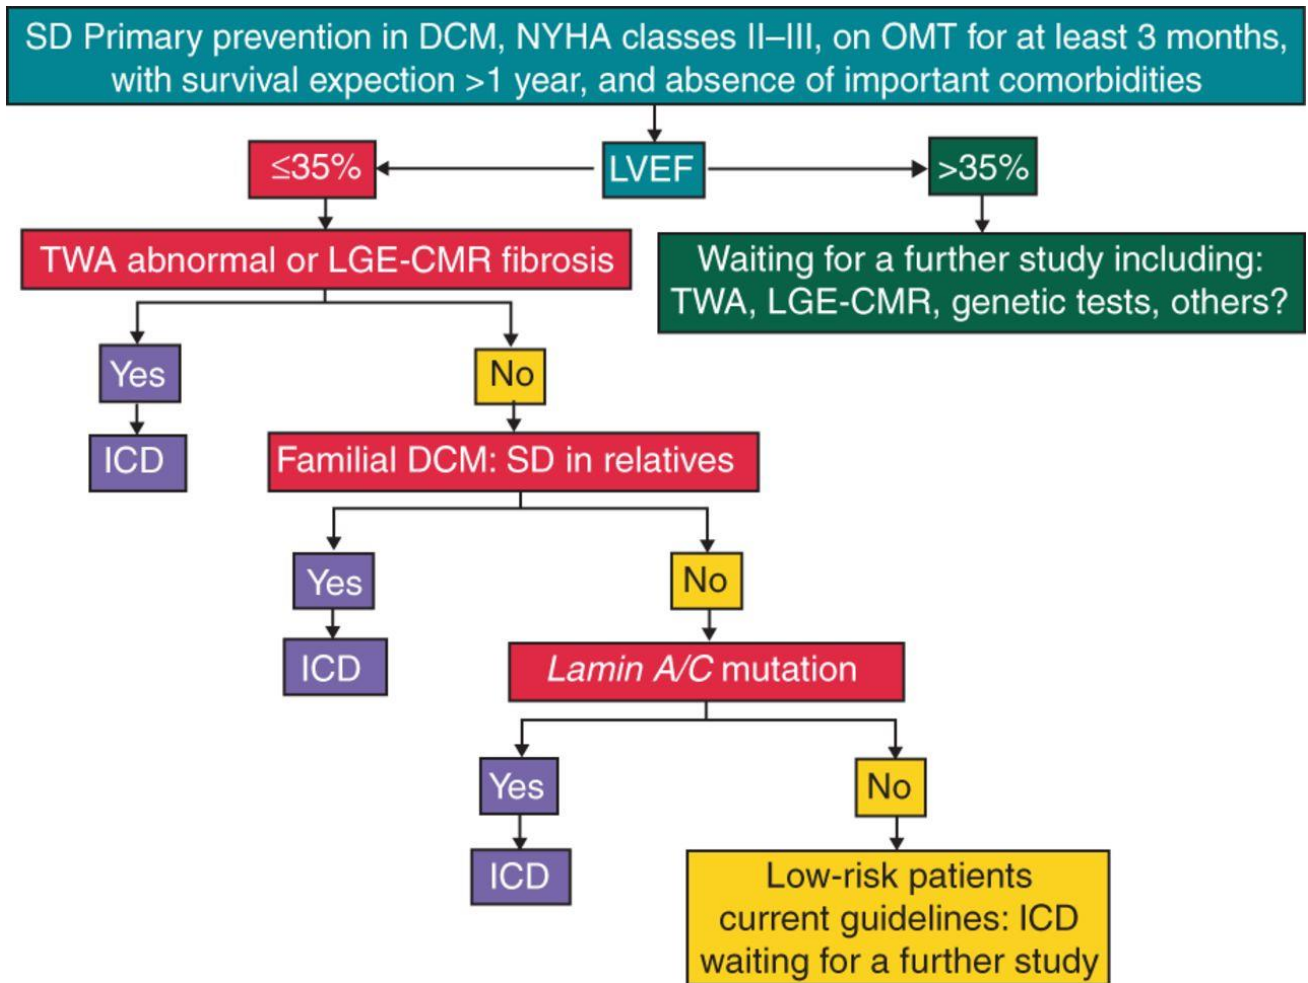 SD Primary prevention in DCM, NYHA classes II–III, on OMT for at least 3 months,
with survival expection >1 year, and absence of important comorbidities
≤35%
LVEF
>35%
TWA abnormal or LGE-CMR fibrosis
Waiting for a further study including:
TWA, LGE-CMR, genetic tests, others?
Yes
No
ICD
Familial DCM: SD in relatives
Yes
No
ICD
Lamin A/C mutation
Yes
No
ICD
Low-risk patients
current guidelines: ICD
waiting for a further study